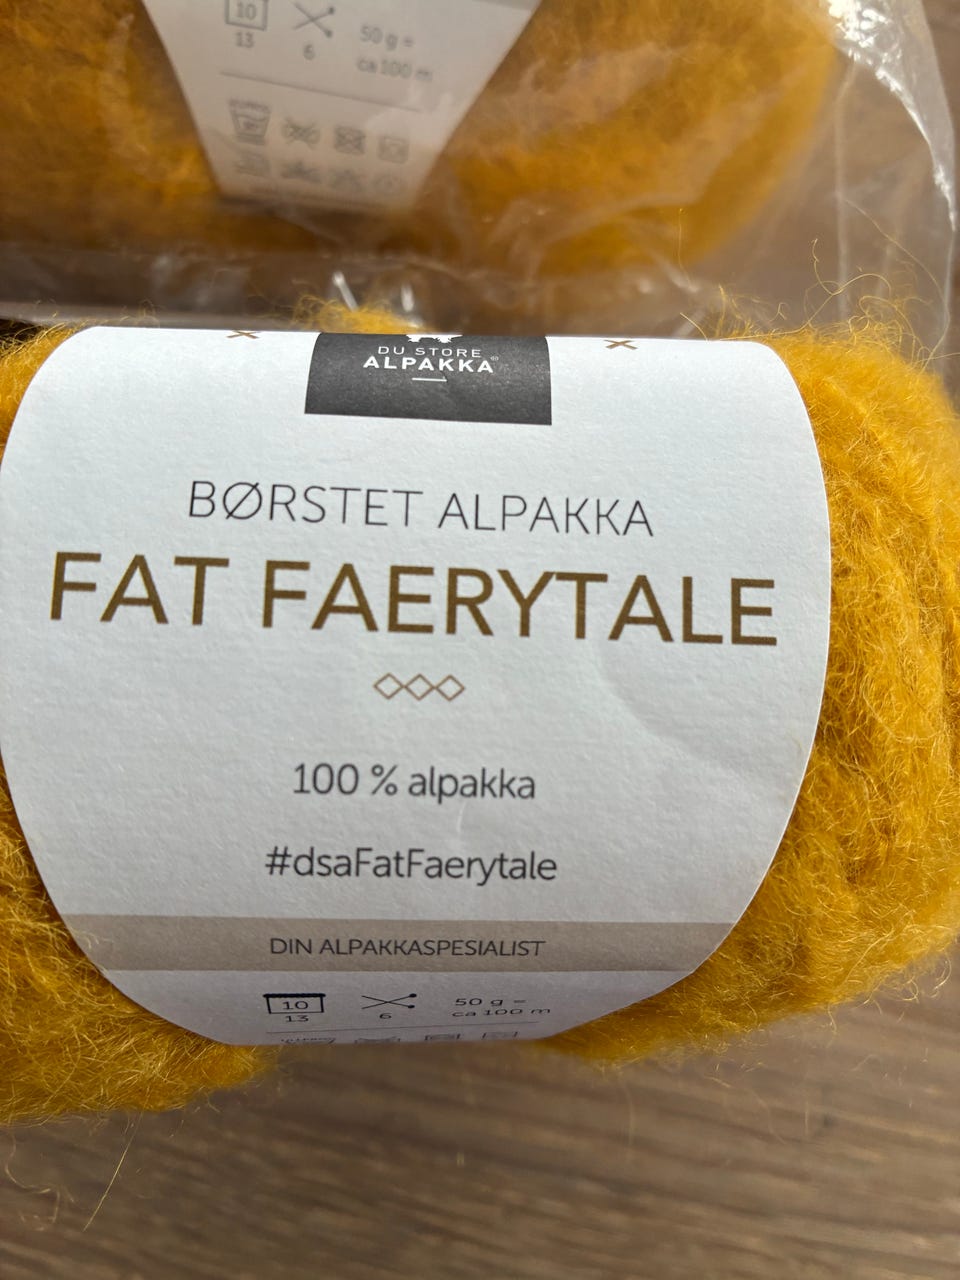 10
13
6
50 g =
ca 100 m
DU STORE
ALPAKKA®
BØRSTET ALPAKKA
FAT FAERYTALE
100 % alpakka
#dsaFatFaerytale
DIN ALPAKKASPESIALIST
10
13
6
50 g =
ca 100 m